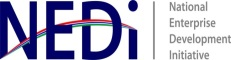 NEDi
National
Enterprise
Development
Initiative